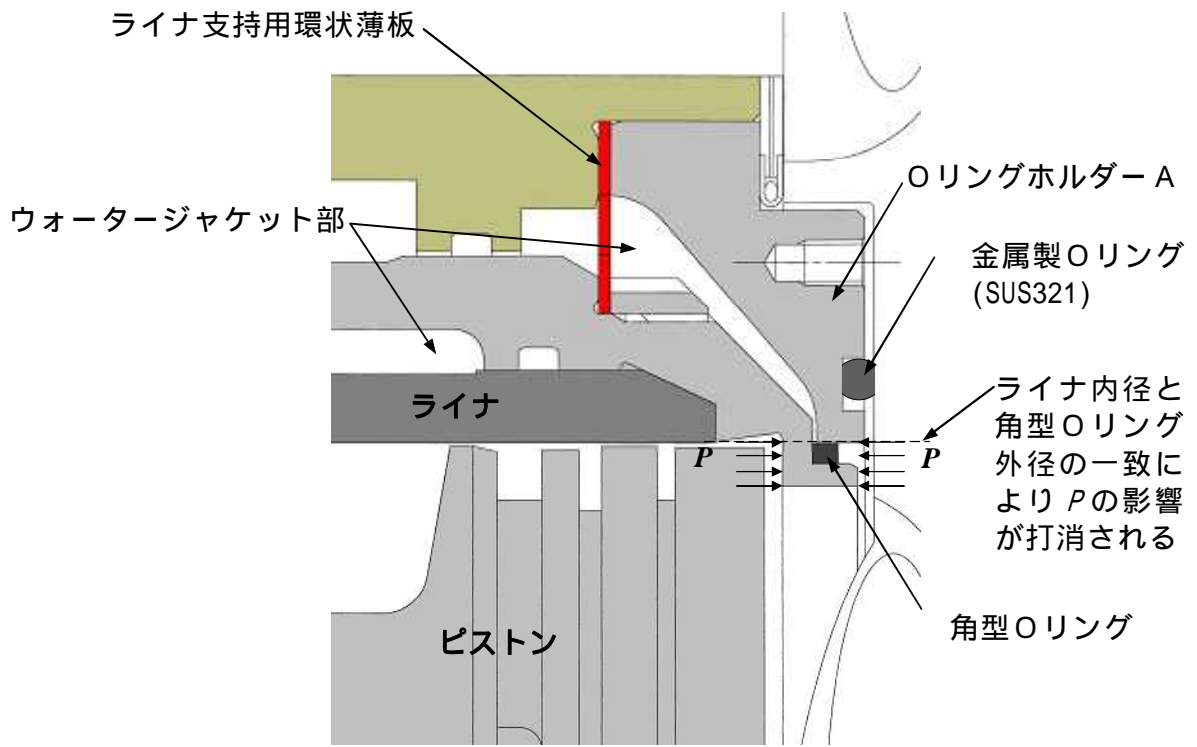 ライナ支持用環状薄板
OリングホルダーA
ウォータージャケット部
金属製Oリング
(SUS321)
ライナ
ライナ内径と
角型Oリング
外径の一致に
よりPの影響
が打消される
P
P
角型Oリング
ピストン